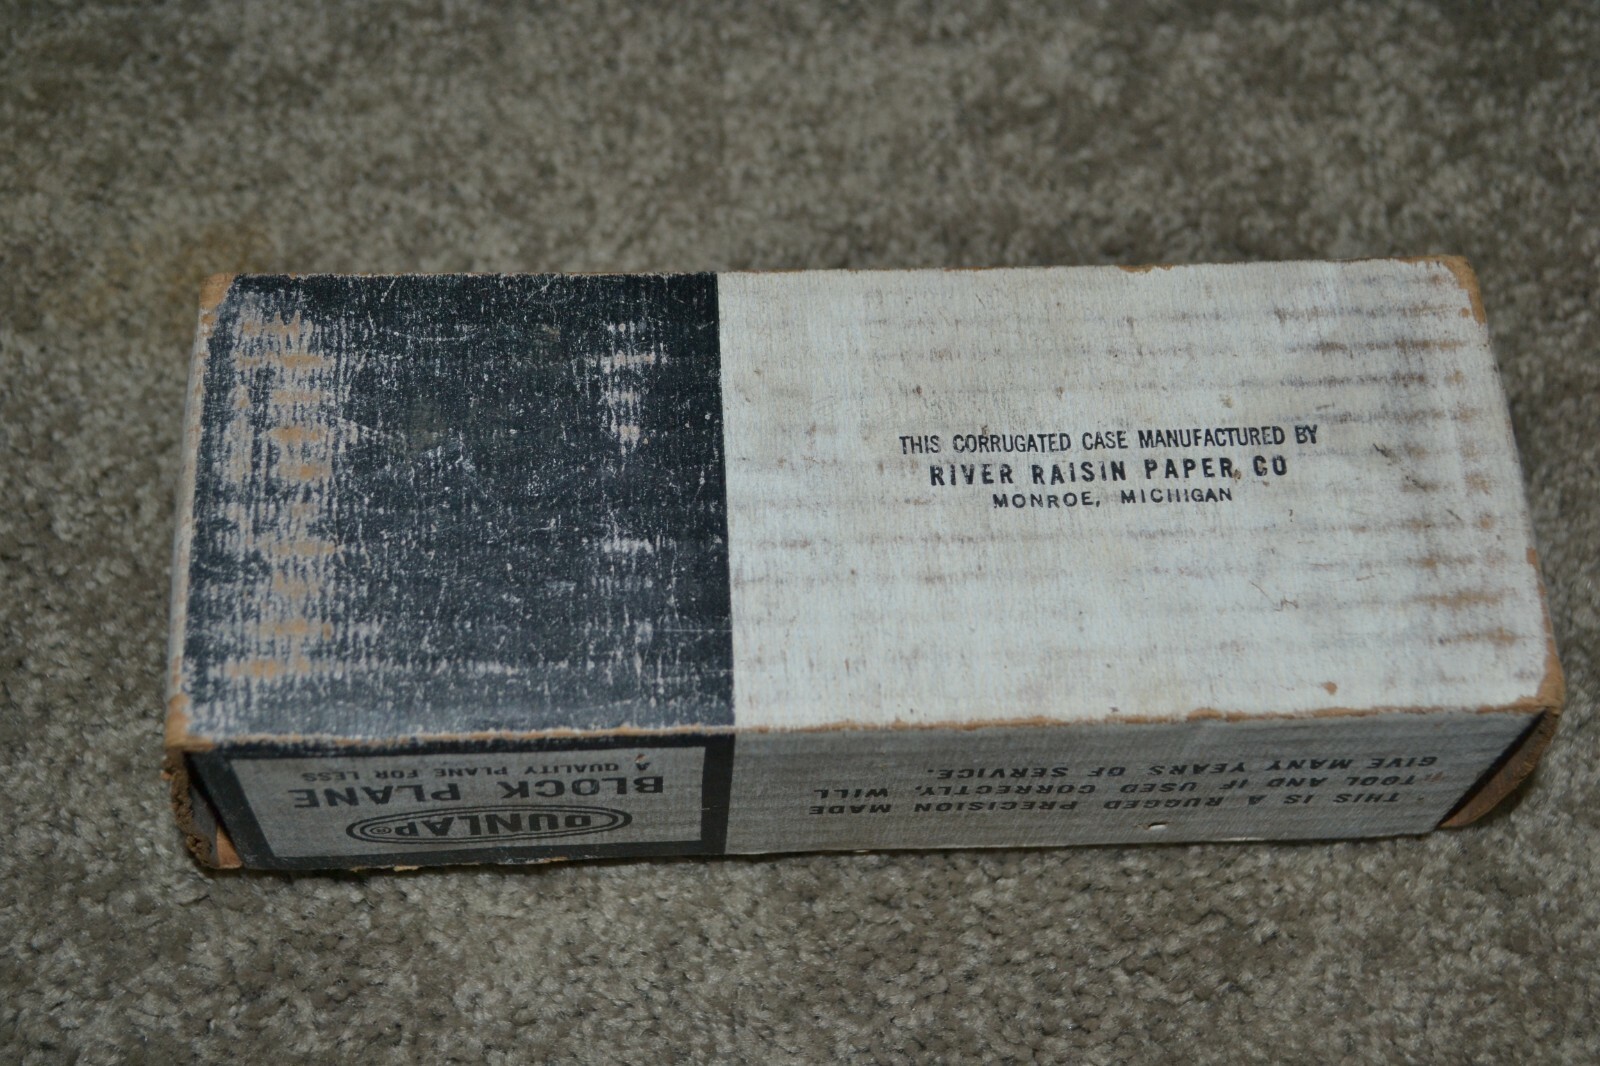 THIS CORRUGATED CASE MANUFACTURED BY
RIVER RAISIN PAPER CO
MONROE, MICHIGAN
DUNLAP®
BLOCK PLANE
A QUALITY PLANE FOR LESS
THIS IS A RUGGED PRECISION MADE
TOOL AND IF USED CORRECTLY, WILL
GIVE MANY YEARS OF SERVICE.